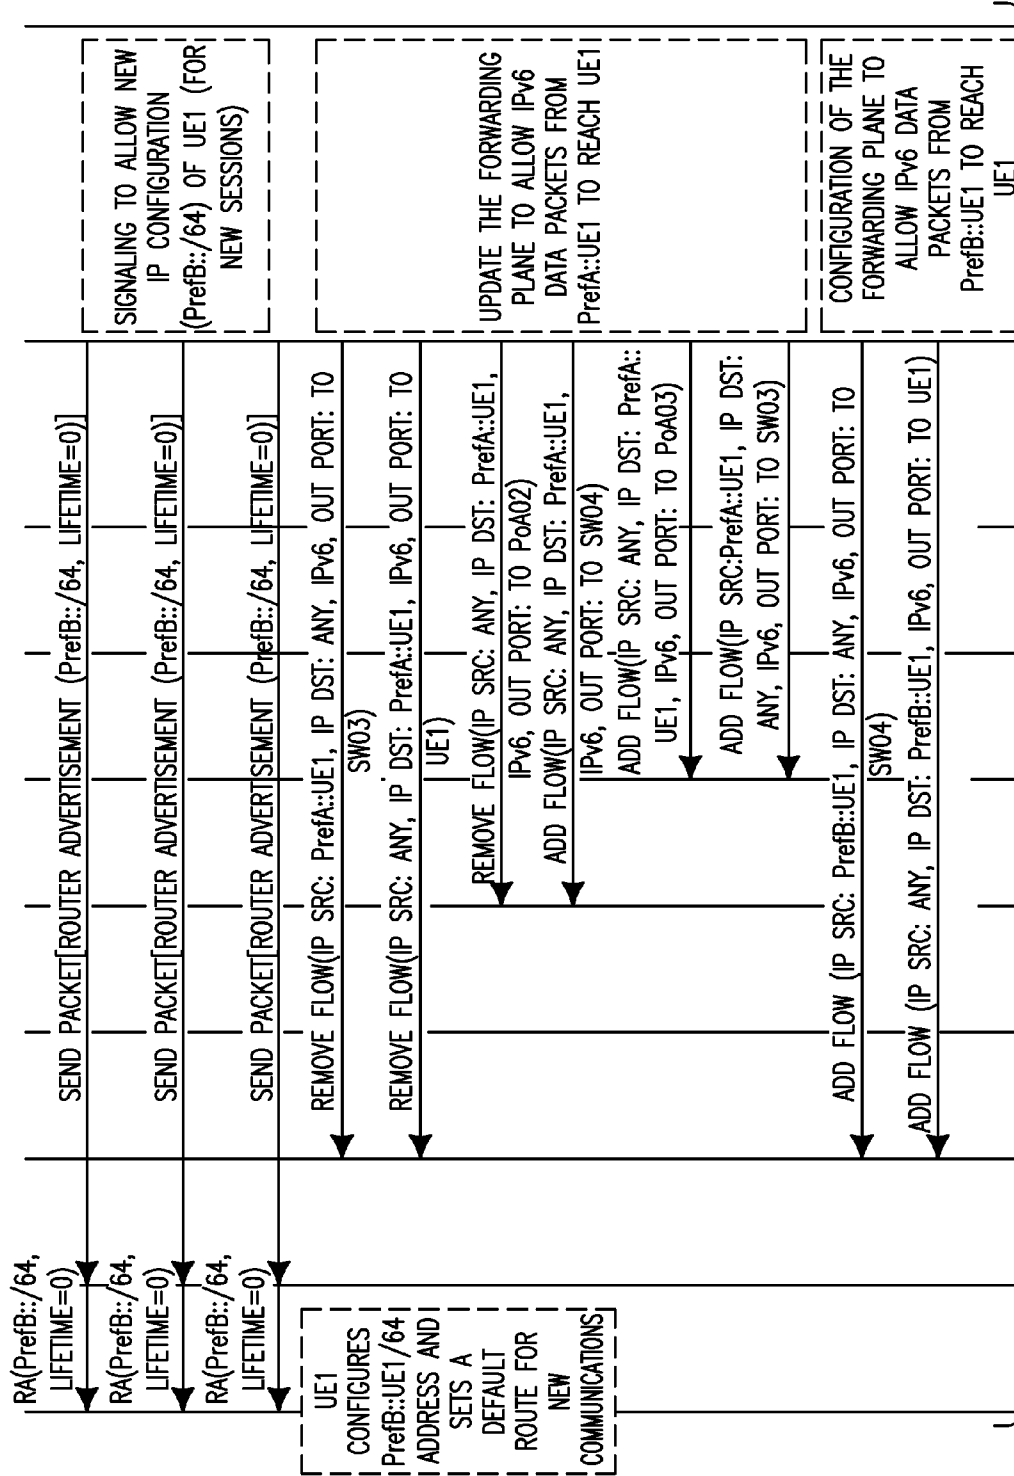 RA(PrefB::/64,
LIFETIME=0)
RA(PrefB::/64,
LIFETIME=0)
RA(PrefB::/64,
LIFETIME=0)
SEND PACKET[ROUTER ADVERTISEMENT (PrefB::/64, LIFETIME=0)]
SEND PACKET[ROUTER ADVERTISEMENT (PrefB::/64, LIFETIME=0)]
SEND PACKET[ROUTER ADVERTISEMENT (PrefB::/64, LIFETIME=0)]
SIGNALING TO ALLOW NEW
IP CONFIGURATION
(PrefB::/64) OF UE1 (FOR
NEW SESSIONS)
UE1
CONFIGURES
PrefB::UE1/64
ADDRESS AND
SETS A
DEFAULT
ROUTE FOR
NEW
COMMUNICATIONS
REMOVE FLOW(IP SRC: PrefA::UE1, IP DST: ANY, IPv6, OUT PORT: TO
SW03)
REMOVE FLOW(IP SRC: ANY, IP DST: PrefA::UE1, IPv6, OUT PORT: TO
UE1)
REMOVE FLOW(IP SRC: ANY, IP DST: PrefA::UE1,
IPv6, OUT PORT: TO PoA02)
ADD FLOW(IP SRC: ANY, IP DST: PrefA::UE1,
IPv6, OUT PORT: TO SW04)
ADD FLOW(IP SRC: ANY, IP DST: PrefA::
UE1, IPv6, OUT PORT: TO PoA03)
ADD FLOW(IP SRC:PrefA::UE1, IP DST:
ANY, IPv6, OUT PORT: TO SW03)
UPDATE THE FORWARDING
PLANE TO ALLOW IPv6
DATA PACKETS FROM
PrefA::UE1 TO REACH UE1
ADD FLOW (IP SRC: PrefB::UE1, IP DST: ANY, IPv6, OUT PORT: TO
SW04)
ADD FLOW (IP SRC: ANY, IP DST: PrefB::UE1, IPv6, OUT PORT: TO UE1)
CONFIGURATION OF THE
FORWARDING PLANE TO
ALLOW IPv6 DATA
PACKETS FROM
PrefB::UE1 TO REACH
UE1